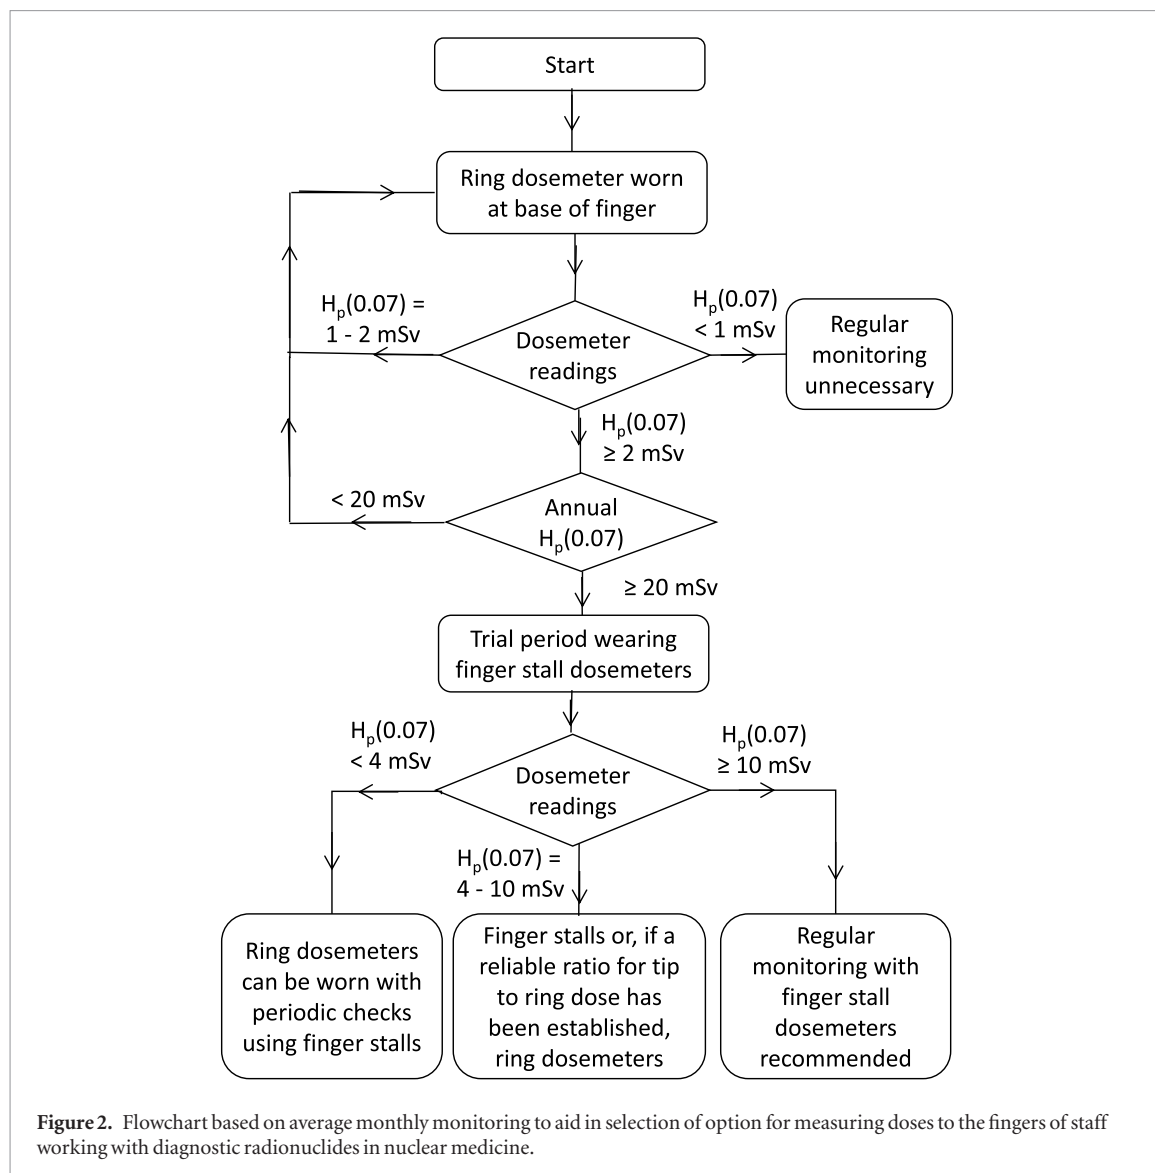 Start
Ring dosemeter worn
at base of finger
Hp(0.07) =
1 - 2 mSv
Dosemeter
readings
Hp(0.07)
< 1 mSv
Regular
monitoring
unnecessary
Hp(0.07)
≥ 2 mSv
< 20 mSv
Annual
Hp(0.07)
≥ 20 mSv
Trial period wearing
finger stall dosemeters
Hp(0.07)
< 4 mSv
Dosemeter
readings
Hp(0.07)
≥ 10 mSv
Hp(0.07) =
4 - 10 mSv
Ring dosemeters
can be worn with
periodic checks
using finger stalls
Finger stalls or, if a
reliable ratio for tip
to ring dose has
been established,
ring dosemeters
Regular
monitoring with
finger stall
dosemeters
recommended
Figure 2. Flowchart based on average monthly monitoring to aid in selection of option for measuring doses to the fingers of staff
working with diagnostic radionuclides in nuclear medicine.